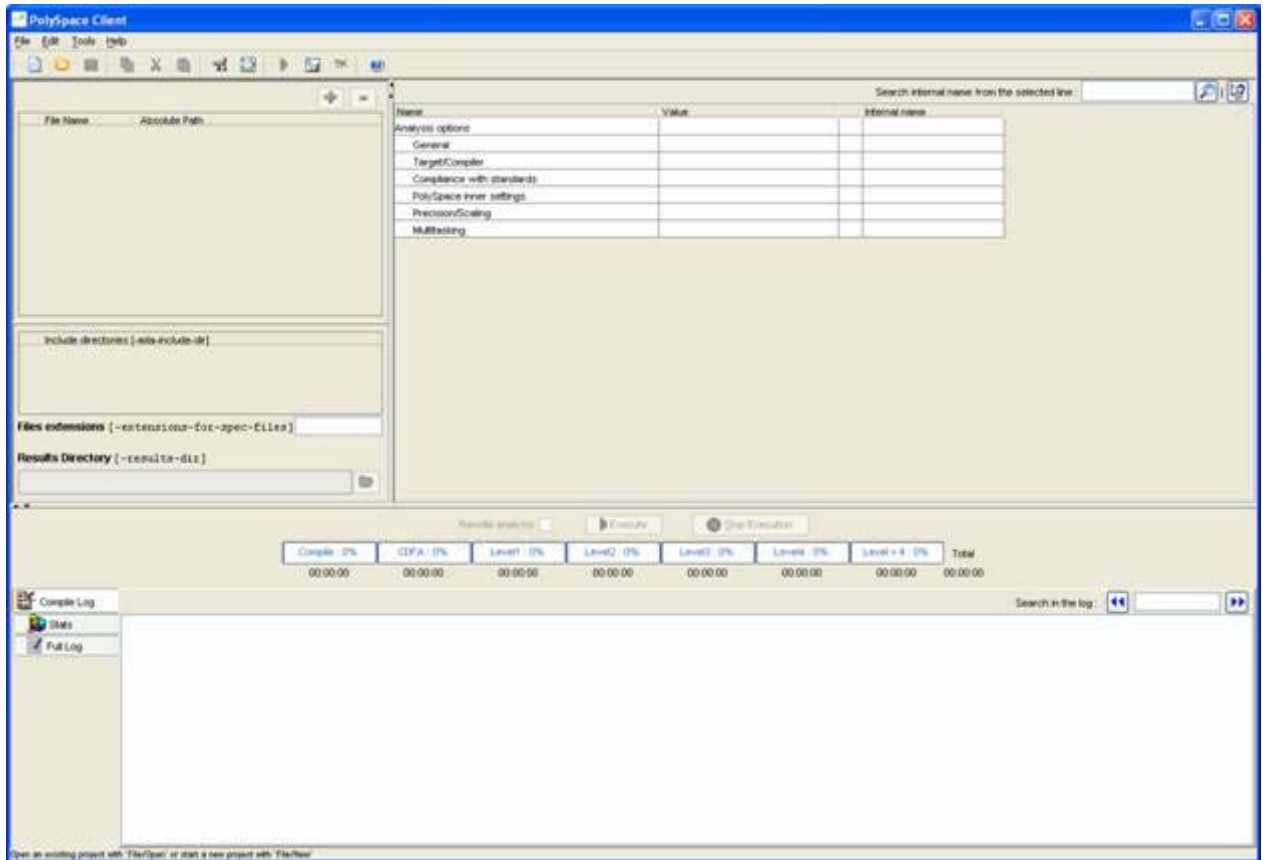 PolySpace Client
File Edit Tools Help
Search internal name from the selected line :
File Name Absolute Path
Name Value Internal name
Analysis options
General
Target/Compiler
Compliance with standards
PolySpace inner settings
Precision/Scaling
Multitasking
Include directories [-ada-include-dir]
Files extensions [-extensions-for-spec-files]
Results Directory [-results-dir]
Remote analysis Execute Stop Execution
Compile : 0% CDFA : 0% Level1 : 0% Level2 : 0% Level3 : 0% Level4 : 0% Level > 4 : 0% Total
00:00:00 00:00:00 00:00:00 00:00:00 00:00:00 00:00:00 00:00:00 00:00:00
Compile Log Search in the log :
Stats
Full Log
Open an existing project with 'File/Open' or start a new project with 'File/New'